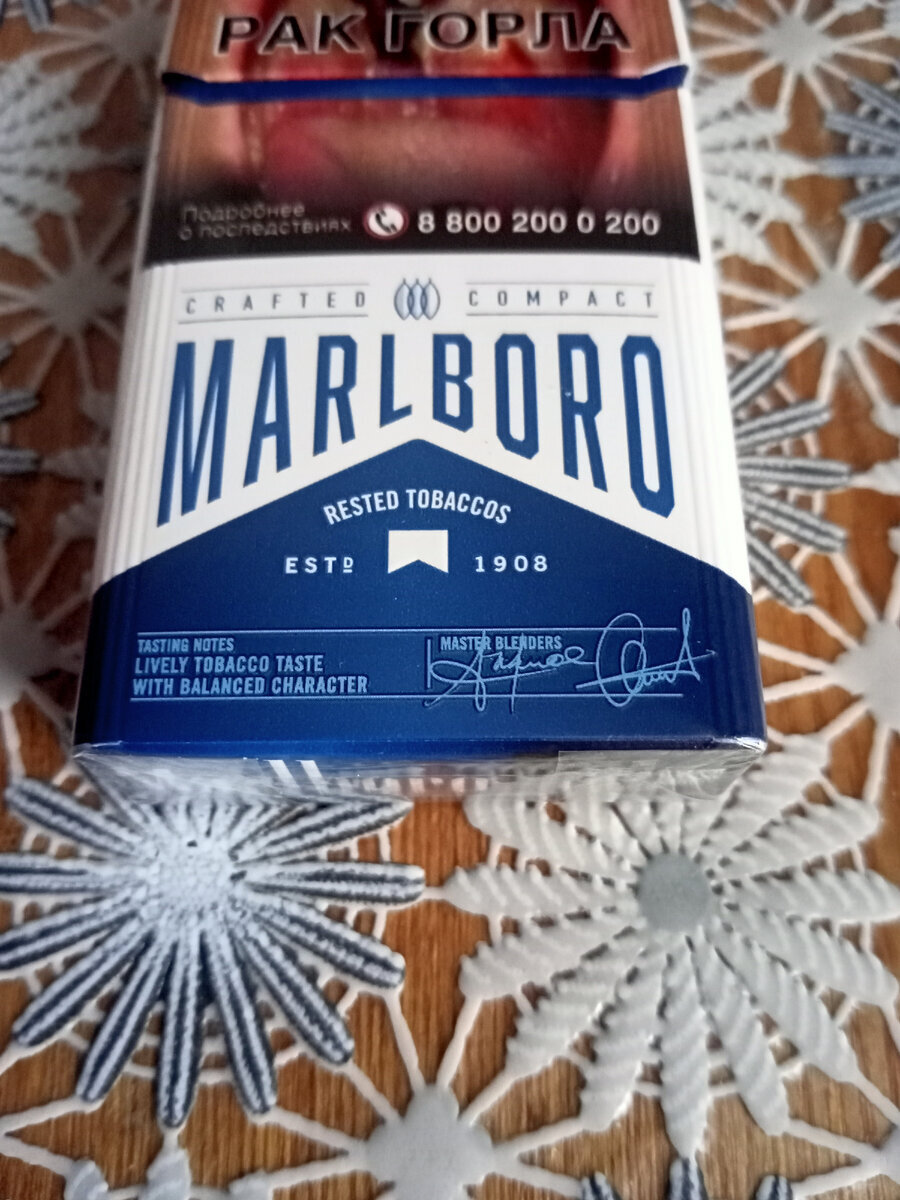 РАК ГОРЛА
Подробнее
о последствиях 8 800 200 0 200
CRAFTED COMPACT
MARLBORO
RESTED TOBACCOS
ESTD 1908
TASTING NOTES
LIVELY TOBACCO TASTE
WITH BALANCED CHARACTER
MASTER BLENDERS